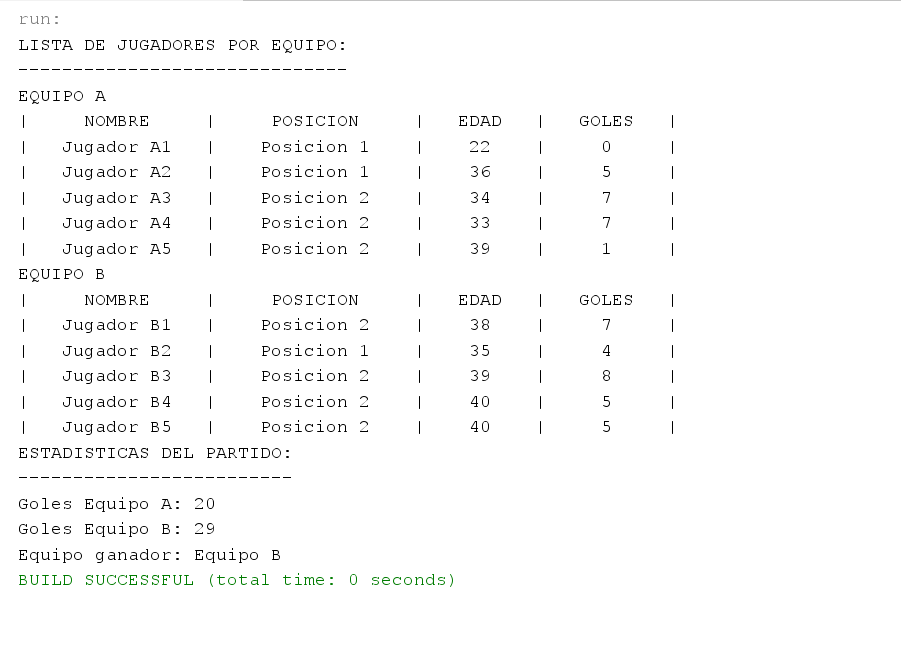 run:
LISTA DE JUGADORES POR EQUIPO:
------------------------------
EQUIPO A
| NOMBRE | POSICION | EDAD | GOLES |
| Jugador A1 | Posicion 1 | 22 | 0 |
| Jugador A2 | Posicion 1 | 36 | 5 |
| Jugador A3 | Posicion 2 | 34 | 7 |
| Jugador A4 | Posicion 2 | 33 | 7 |
| Jugador A5 | Posicion 2 | 39 | 1 |
EQUIPO B
| NOMBRE | POSICION | EDAD | GOLES |
| Jugador B1 | Posicion 2 | 38 | 7 |
| Jugador B2 | Posicion 1 | 35 | 4 |
| Jugador B3 | Posicion 2 | 39 | 8 |
| Jugador B4 | Posicion 2 | 40 | 5 |
| Jugador B5 | Posicion 2 | 40 | 5 |
ESTADISTICAS DEL PARTIDO:
-------------------------
Goles Equipo A: 20
Goles Equipo B: 29
Equipo ganador: Equipo B
BUILD SUCCESSFUL (total time: 0 seconds)